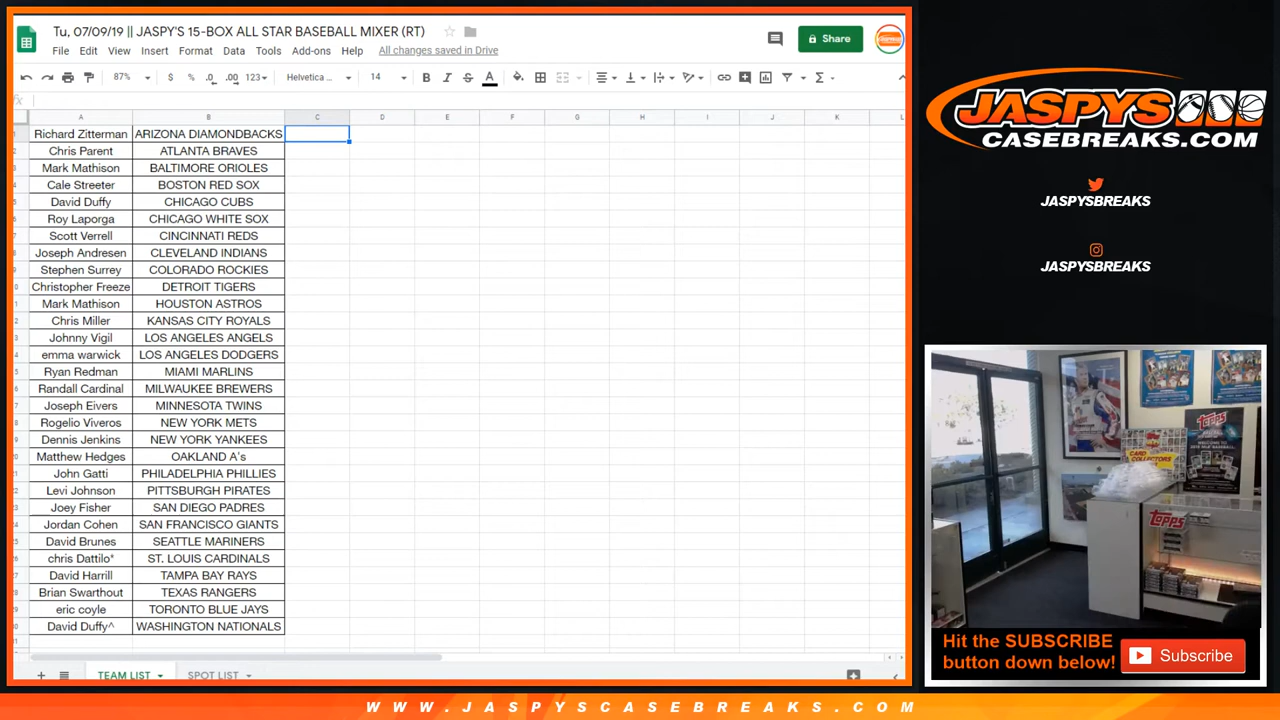 Tu, 07/09/19 || JASPY'S 15-BOX ALL STAR BASEBALL MIXER (RT)
File Edit View Insert Format Data Tools Add-ons Help All changes saved in Drive
Share
87% $ % .0 .00 123 Helvetica ... 14 B I S A
fx
A B C D E F G H I J K L
Richard Zitterman ARIZONA DIAMONDBACKS
Chris Parent ATLANTA BRAVES
Mark Mathison BALTIMORE ORIOLES
Cale Streeter BOSTON RED SOX
David Duffy CHICAGO CUBS
Roy Laporga CHICAGO WHITE SOX
Scott Verrell CINCINNATI REDS
Joseph Andresen CLEVELAND INDIANS
Stephen Surrey COLORADO ROCKIES
Christopher Freeze DETROIT TIGERS
Mark Mathison HOUSTON ASTROS
Chris Miller KANSAS CITY ROYALS
Johnny Vigil LOS ANGELES ANGELS
emma warwick LOS ANGELES DODGERS
Ryan Redman MIAMI MARLINS
Randall Cardinal MILWAUKEE BREWERS
Joseph Eivers MINNESOTA TWINS
Rogelio Viveros NEW YORK METS
Dennis Jenkins NEW YORK YANKEES
Matthew Hedges OAKLAND A's
John Gatti PHILADELPHIA PHILLIES
Levi Johnson PITTSBURGH PIRATES
Joey Fisher SAN DIEGO PADRES
Jordan Cohen SAN FRANCISCO GIANTS
David Brunes SEATTLE MARINERS
chris Dattilo* ST. LOUIS CARDINALS
David Harrill TAMPA BAY RAYS
Brian Swarthout TEXAS RANGERS
eric coyle TORONTO BLUE JAYS
David Duffy^ WASHINGTON NATIONALS
TEAM LIST SPOT LIST
JASPYS
CASEBREAKS.COM
JASPYSBREAKS
JASPYSBREAKS
TOPPS
CARD
COLLECTORS
TOPPS
Hit the SUBSCRIBE
button down below!
Subscribe
WWW.JASPYSCASEBREAKS.COM